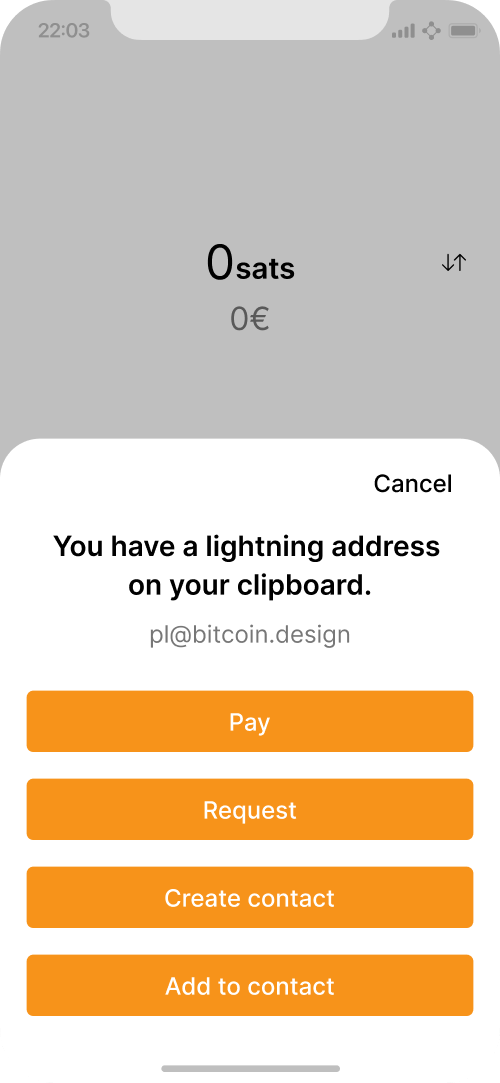 22:03
0sats
0€
Cancel
You have a lightning address
on your clipboard.
pl@bitcoin.design
Pay
Request
Create contact
Add to contact